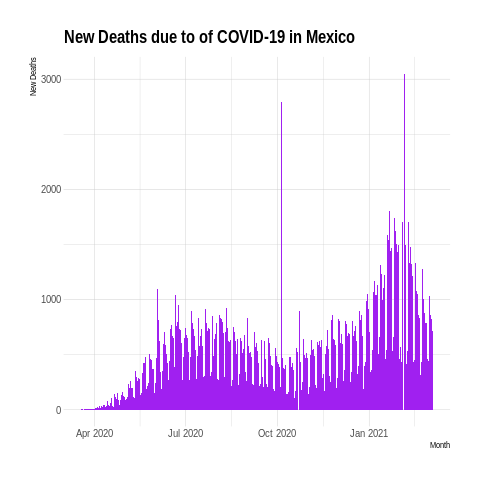 New Deaths due to of COVID-19 in Mexico
New Deaths
3000
2000
1000
0
Apr 2020
Jul 2020
Oct 2020
Jan 2021
Month